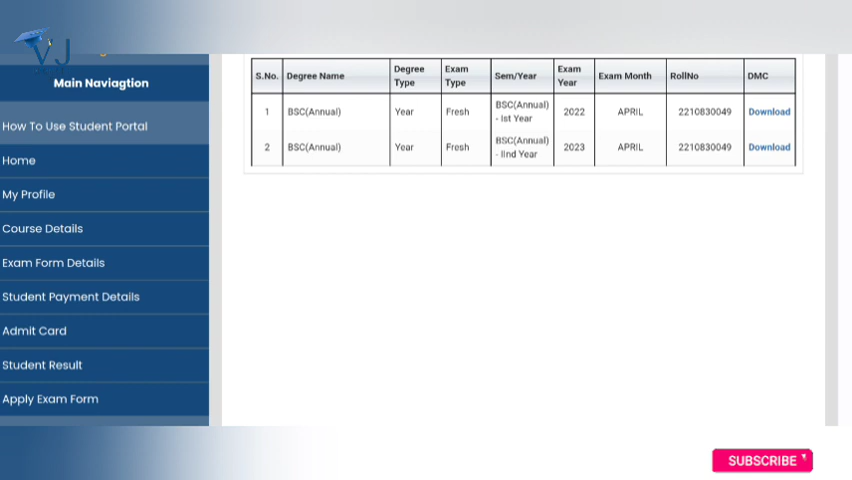 VJ
Main Naviagtion
How To Use Student Portal
Home
My Profile
Course Details
Exam Form Details
Student Payment Details
Admit Card
Student Result
Apply Exam Form
S.No. Degree Name Degree Type Exam Type Sem/Year Exam Year Exam Month RollNo DMC
1 BSC(Annual) Year Fresh BSC(Annual) - Ist Year 2022 APRIL 2210830049 Download
2 BSC(Annual) Year Fresh BSC(Annual) - IInd Year 2023 APRIL 2210830049 Download
SUBSCRIBE